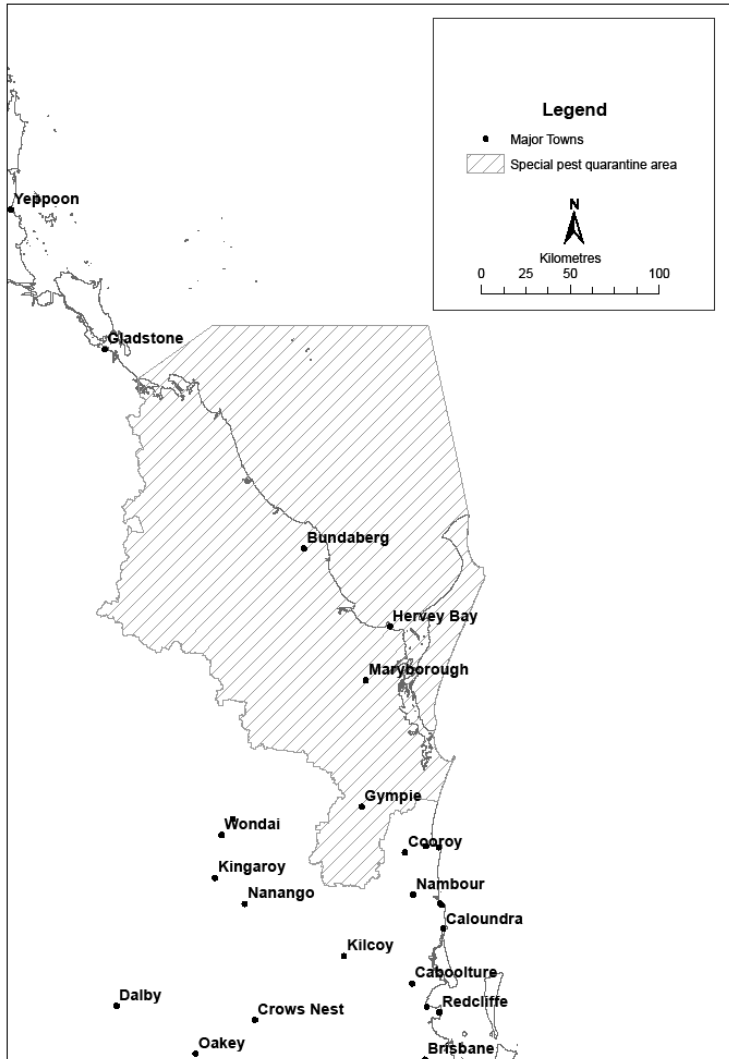 Legend
Major Towns
Special pest quarantine area
N
Kilometres
0 25 50 100
Yeppoon
Gladstone
Bundaberg
Hervey Bay
Maryborough
Gympie
Wondai
Cooroy
Kingaroy
Nambour
Nanango
Caloundra
Kilcoy
Caboolture
Dalby
Redcliffe
Crows Nest
Oakey
Brisbane